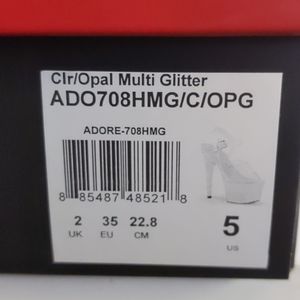 Clr/Opal Multi Glitter
ADO708HMG/C/OPG
ADORE-708HMG
8 85487 48521 8
2 35 22.8 5
UK EU CM US